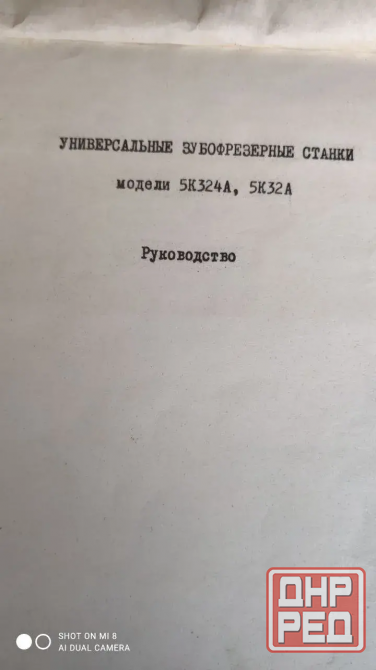 УНИВЕРСАЛЬНЫЕ ЗУБОФРЕЗЕРНЫЕ СТАНКИ
модели 5К324А, 5К32А
Руководство
ДНР
РЕД
SHOT ON MI 8
AI DUAL CAMERA